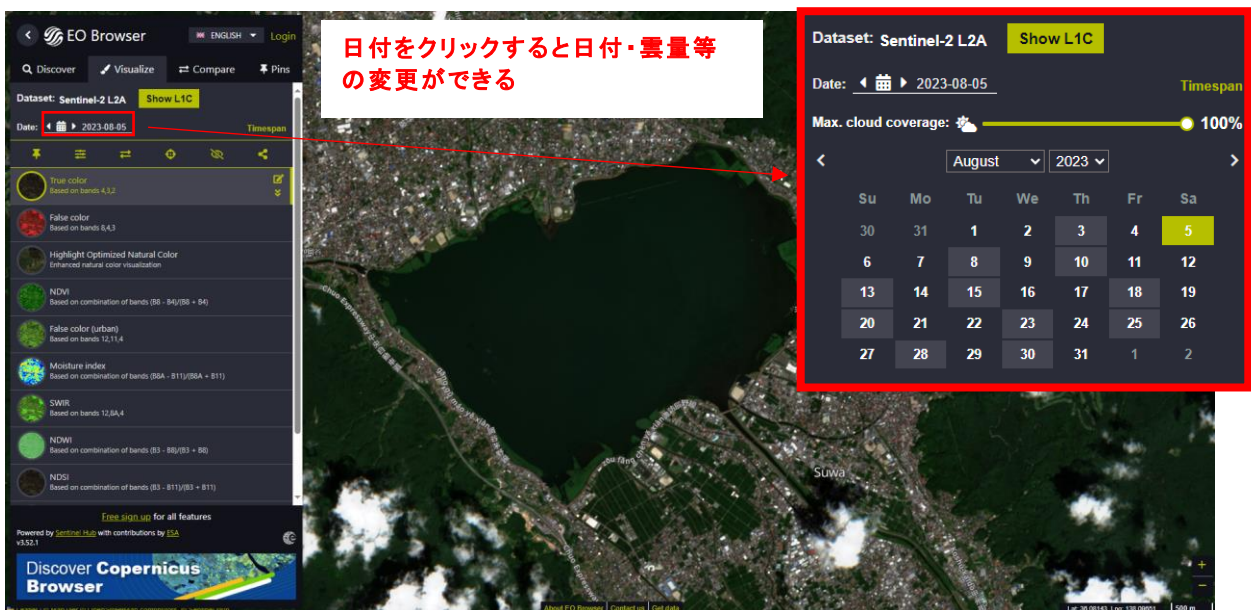 EO Browser
ENGLISH
Login
Discover
Visualize
Compare
Pins
Dataset: Sentinel-2 L2A
Show L1C
Date: 2023-08-05
Timespan
True color
Based on bands 4,3,2
False color
Based on bands 8,4,3
Highlight Optimized Natural Color
Enhanced natural color visualization
NDVI
Based on combination of bands (B8 - B4)/(B8 + B4)
False color (urban)
Based on bands 12,11,4
Moisture index
Based on combination of bands (B8A - B11)/(B8A + B11)
SWIR
Based on bands 12,8A,4
NDWI
Based on combination of bands (B3 - B8)/(B3 + B8)
NDSI
Based on combination of bands (B3 - B11)/(B3 + B11)
Free sign up for all features
Powered by Sentinel Hub with contributions by ESA
v3.52.1
Discover Copernicus
Browser
日付をクリックすると日付・雲量等
の変更ができる
Dataset: Sentinel-2 L2A Show L1C
Date: 2023-08-05
Timespan
Max. cloud coverage: 100%
August 2023
Su Mo Tu We Th Fr Sa
30 31 1 2 3 4 5
6 7 8 9 10 11 12
13 14 15 16 17 18 19
20 21 22 23 24 25 26
27 28 29 30 31 1 2
Chuo Expressway
Suwa
About EO Browser | Contact us | Get data
500 m